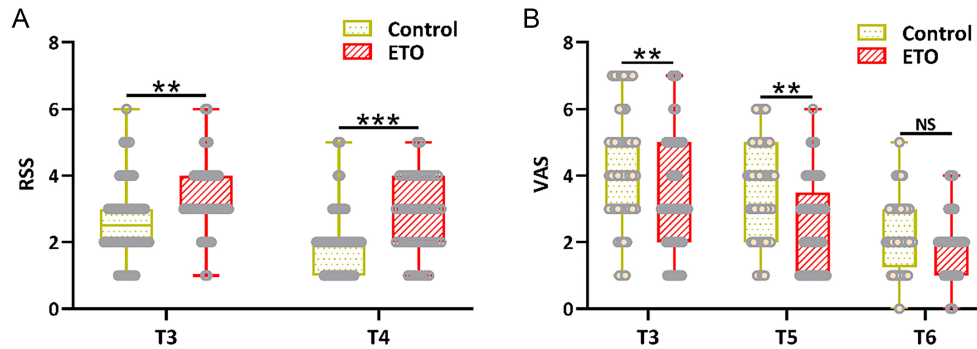 A
Control
ETO
RSS
8
6
4
2
0
**
***
T3
T4
B
Control
ETO
VAS
8
6
4
2
0
**
**
NS
T3
T5
T6